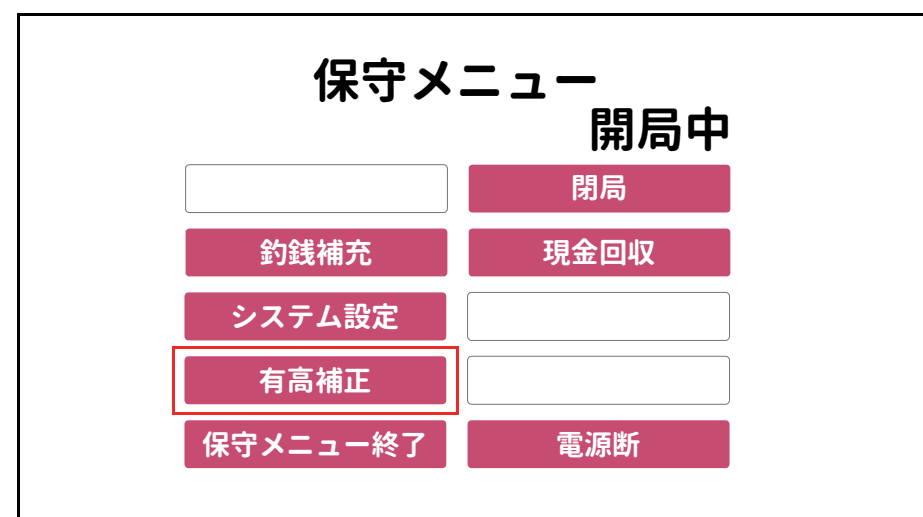 保守メニュー
開局中
閉局
釣銭補充
現金回収
システム設定
有高補正
保守メニュー終了
電源断